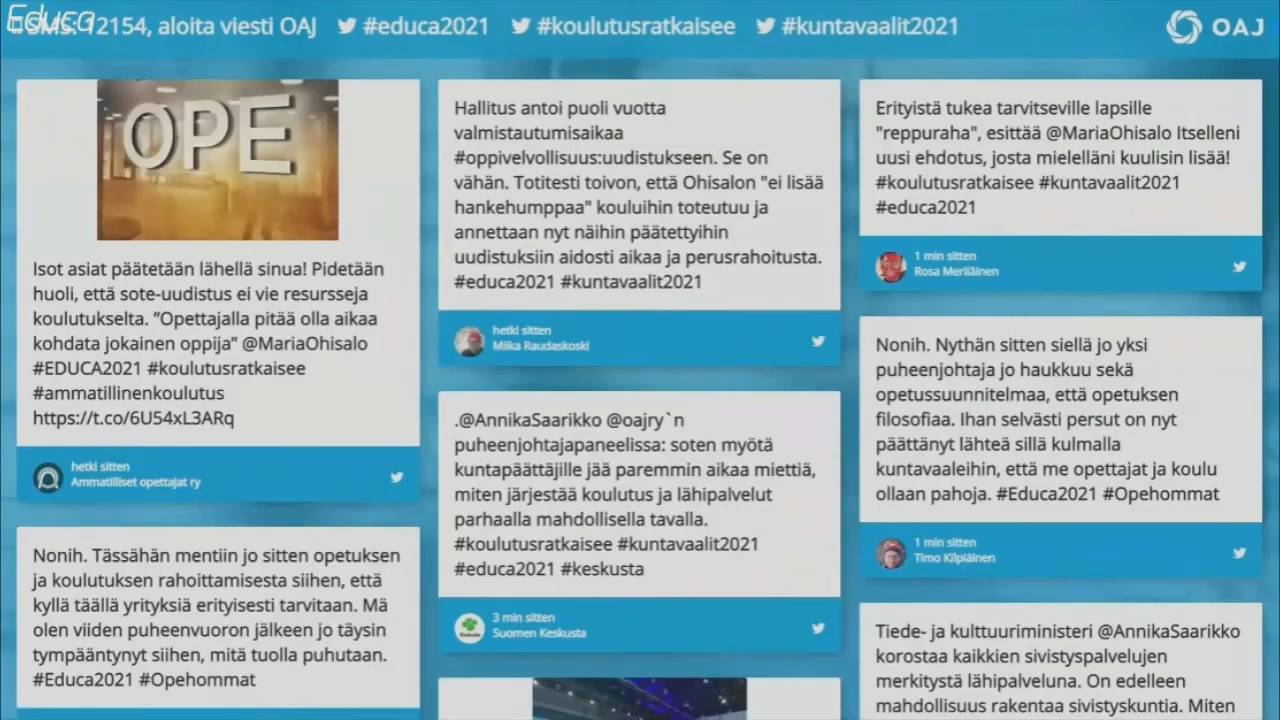 Educa
SMS: 12154, aloita viesti OAJ #educa2021 #koulutusratkaisee #kuntavaalit2021 OAJ
OPE
Isot asiat päätetään lähellä sinua! Pidetään
huoli, että sote-uudistus ei vie resursseja
koulutukselta. ”Opettajalla pitää olla aikaa
kohdata jokainen oppija” @MariaOhisalo
#EDUCA2021 #koulutusratkaisee
#ammatillinenkoulutus
https://t.co/6U54xL3ARq
hetki sitten
Ammatilliset opettajat ry
Nonih. Tässähän mentiin jo sitten opetuksen
ja koulutuksen rahoittamisesta siihen, että
kyllä täällä yrityksiä erityisesti tarvitaan. Mä
olen viiden puheenvuoron jälkeen jo täysin
tympääntynyt siihen, mitä tuolla puhutaan.
#Educa2021 #Opehommat
Hallitus antoi puoli vuotta
valmistautumisaikaa
#oppivelvollisuus:uudistukseen. Se on
vähän. Totitesti toivon, että Ohisalon "ei lisää
hankehumppaa" kouluihin toteutuu ja
annettaan nyt näihin päätettyihin
uudistuksiin aidosti aikaa ja perusrahoitusta.
#educa2021 #kuntavaalit2021
hetki sitten
Miika Raudaskoski
.@AnnikaSaarikko @oajry`n
puheenjohtajapaneelissa: soten myötä
kuntapäättäjille jää paremmin aikaa miettiä,
miten järjestää koulutus ja lähipalvelut
parhaalla mahdollisella tavalla.
#koulutusratkaisee #kuntavaalit2021
#educa2021 #keskusta
3 min sitten
Suomen Keskusta
Erityistä tukea tarvitseville lapsille
"reppuraha", esittää @MariaOhisalo Itselleni
uusi ehdotus, josta mielelläni kuulisin lisää!
#koulutusratkaisee #kuntavaalit2021
#educa2021
1 min sitten
Rosa Meriläinen
Nonih. Nythän sitten siellä jo yksi
puheenjohtaja jo haukkuu sekä
opetussuunnitelmaa, että opetuksen
filosofiaa. Ihan selvästi persut on nyt
päättänyt lähteä sillä kulmalla
kuntavaaleihin, että me opettajat ja koulu
ollaan pahoja. #Educa2021 #Opehommat
1 min sitten
Timo Kilpiäinen
Tiede- ja kulttuuriministeri @AnnikaSaarikko
korostaa kaikkien sivistyspalvelujen
merkitystä lähipalveluna. On edelleen
mahdollisuus rakentaa sivistyskuntia. Miten